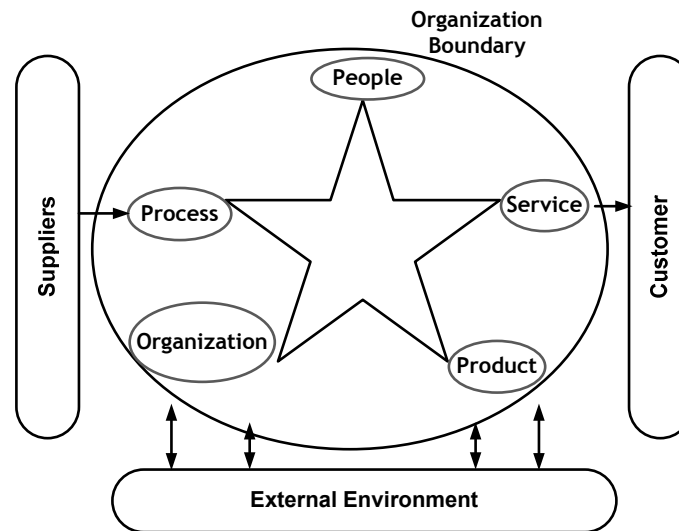 Organization
Boundary
People
Suppliers
Process
Service
Customer
Organization
Product
External Environment